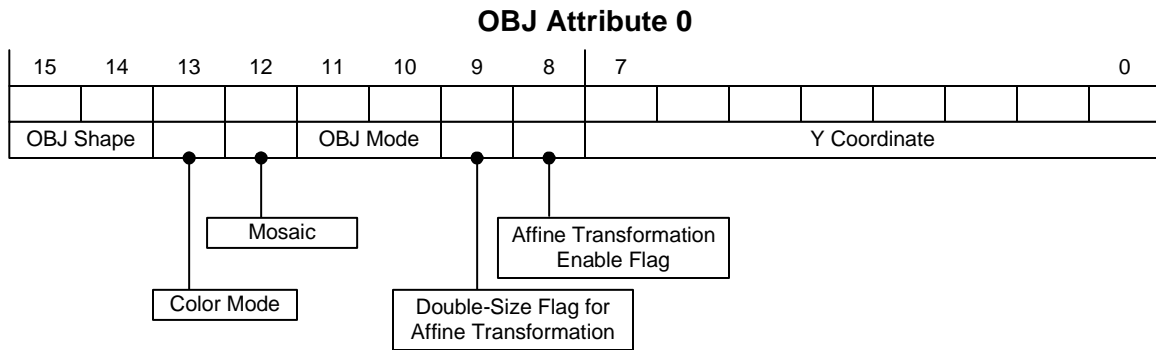 OBJ Attribute 0
15 14 13 12 11 10 9 8 7 0
OBJ Shape OBJ Mode Y Coordinate
Mosaic
Affine Transformation
Enable Flag
Color Mode
Double-Size Flag for
Affine Transformation